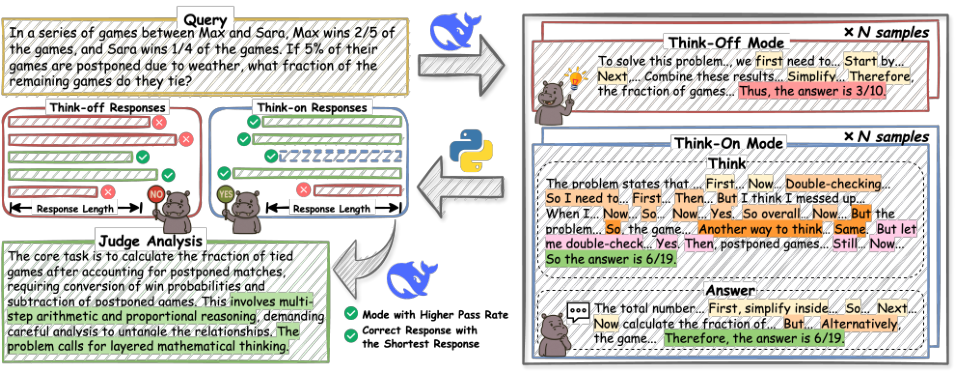 Query
In a series of games between Max and Sara, Max wins 2/5 of
the games, and Sara wins 1/4 of the games. If 5% of their
games are postponed due to weather, what fraction of the
remaining games do they tie?
Think-off Responses
Think-on Responses
NO
YES
Response Length
Response Length
Judge Analysis
The core task is to calculate the fraction of tied
games after accounting for postponed matches,
requiring conversion of win probabilities and
subtraction of postponed games. This involves multi-
step arithmetic and proportional reasoning, demanding
careful analysis to untangle the relationships. The
problem calls for layered mathematical thinking.
Mode with Higher Pass Rate
Correct Response with
the Shortest Response
× N samples
Think-Off Mode
To solve this problem.., we first need to... Start by...
Next,... Combine these results... Simplify... Therefore,
the fraction of games... Thus, the answer is 3/10.
× N samples
Think-On Mode
Think
The problem states that ... First... Now... Double-checking...
So I need to... First... Then... But I think I messed up...
When I... Now... So... Now... Yes. So overall... Now... But the
problem... So, the game... Another way to think... Same. But let
me double-check... Yes. Then, postponed games... Still... Now...
So the answer is 6/19.
Answer
The total number... First, simplify inside... So... Next...
Now calculate the fraction of... But... Alternatively,
the game... Therefore, the answer is 6/19.